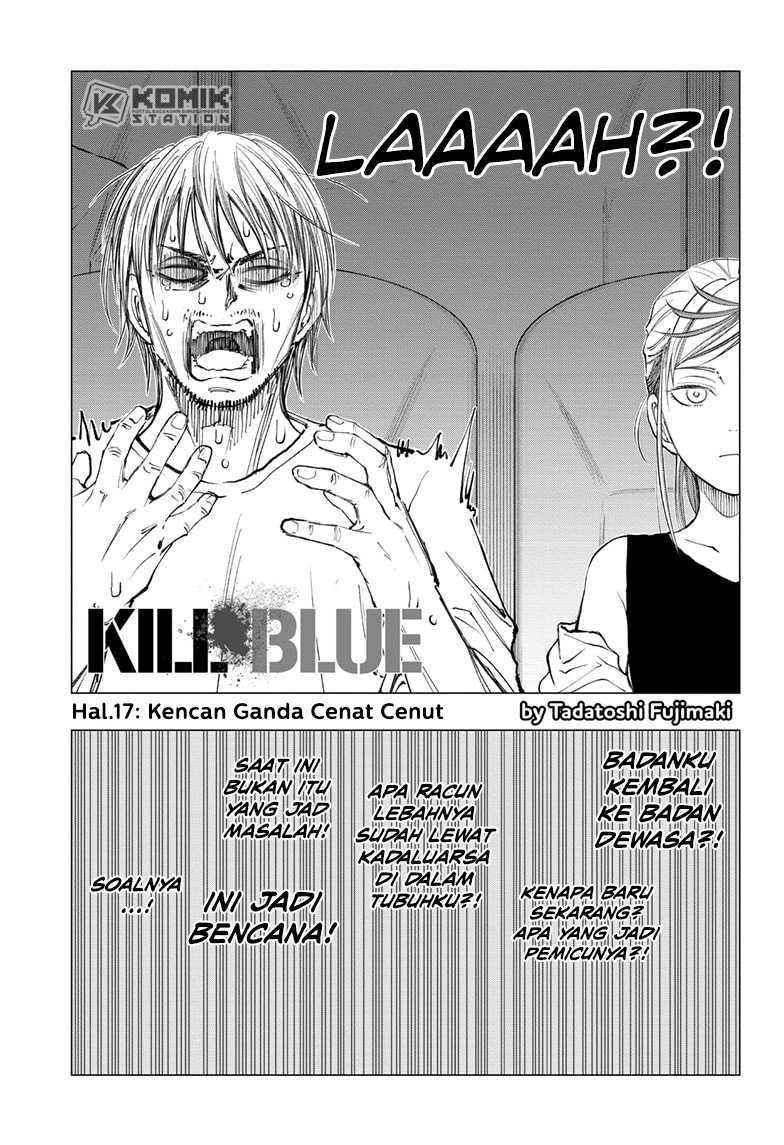 KOMIK
STATION
LAAAAH?!
KILL BLUE
Hal.17: Kencan Ganda Cenat Cenut
by Tadatoshi Fujimaki
BADANKU
KEMBALI
KE BADAN
DEWASA?!
KENAPA BARU
SEKARANG?
APA YANG JADI
PEMICUNYA?!
APA RACUN
LEBAHNYA
SUDAH LEWAT
KADALUARSA
DI DALAM
TUBUHKU?!
SAAT INI
BUKAN ITU
YANG JAD
MASALAH!
INI JADI
BENCANA!
SOALNYA
...!